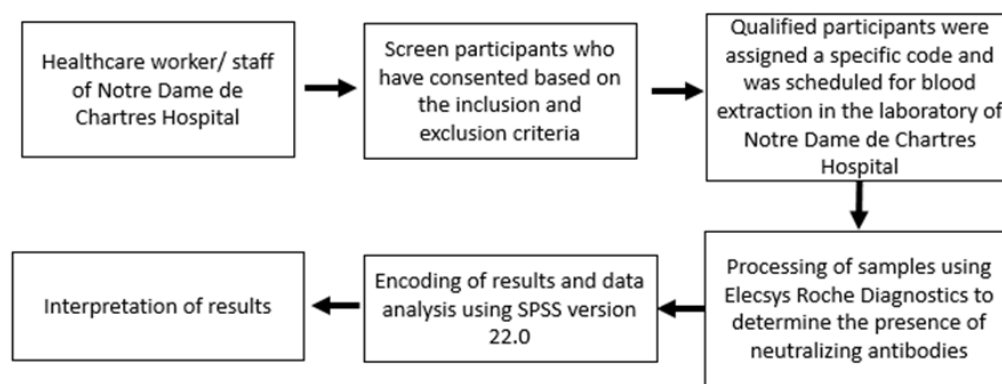 Healthcare worker/ staff
of Notre Dame de
Chartres Hospital
Screen participants who
have consented based on
the inclusion and
exclusion criteria
Qualified participants were
assigned a specific code and
was scheduled for blood
extraction in the laboratory of
Notre Dame de Chartres
Hospital
Processing of samples using
Elecsys Roche Diagnostics to
determine the presence of
neutralizing antibodies
Encoding of results and data
analysis using SPSS version
22.0
Interpretation of results